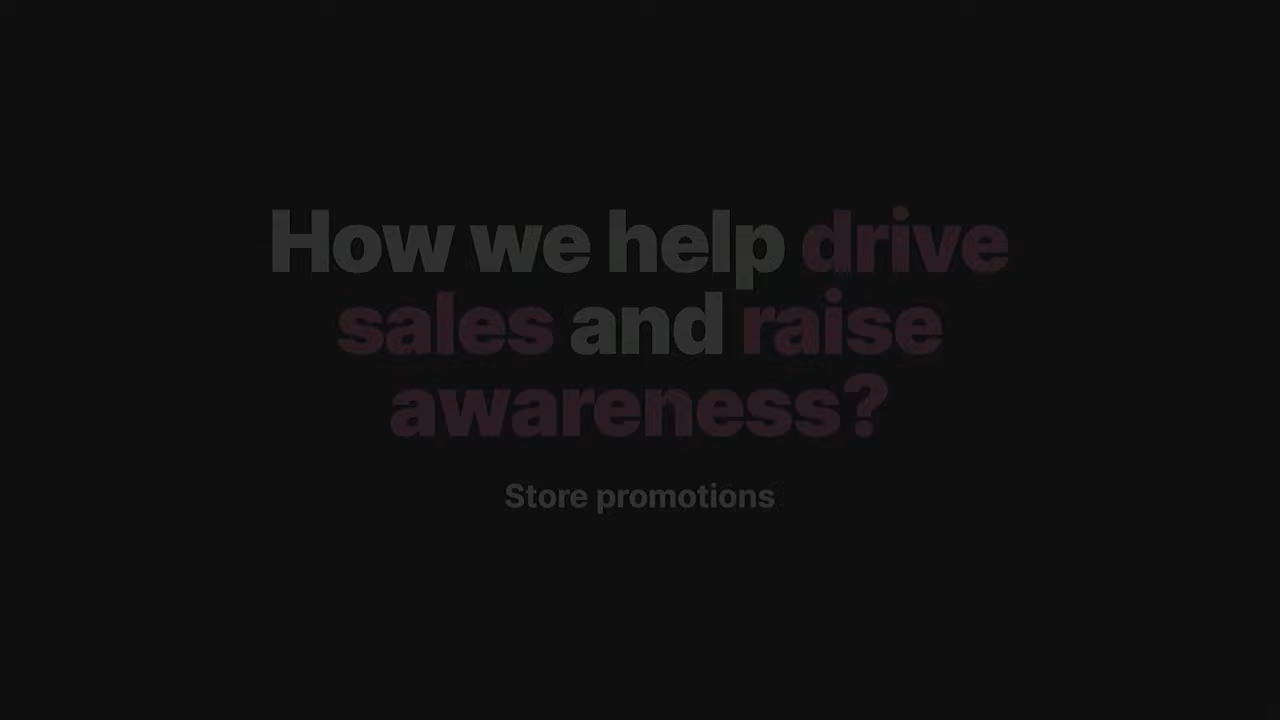 How we help drive
sales and raise
awareness?
Store promotions